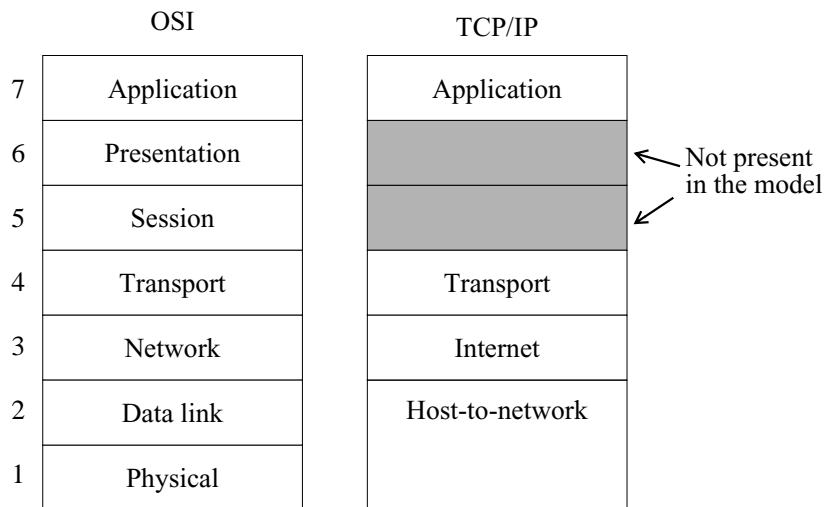 OSI
TCP/IP
7
Application
Application
6
Presentation
Not present
in the model
5
Session
4
Transport
Transport
3
Network
Internet
2
Data link
Host-to-network
1
Physical